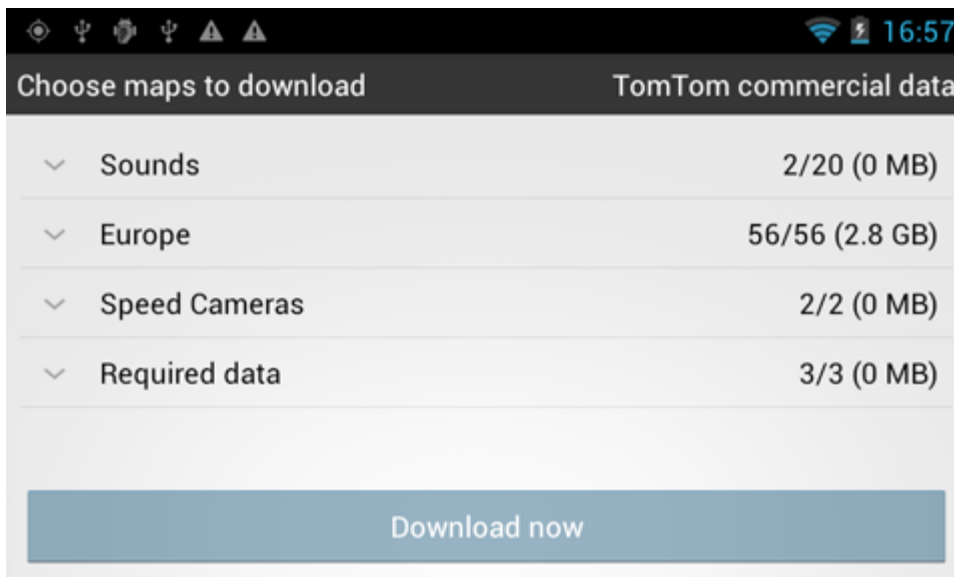 16:57
Choose maps to download TomTom commercial data
Sounds 2/20 (0 MB)
Europe 56/56 (2.8 GB)
Speed Cameras 2/2 (0 MB)
Required data 3/3 (0 MB)
Download now